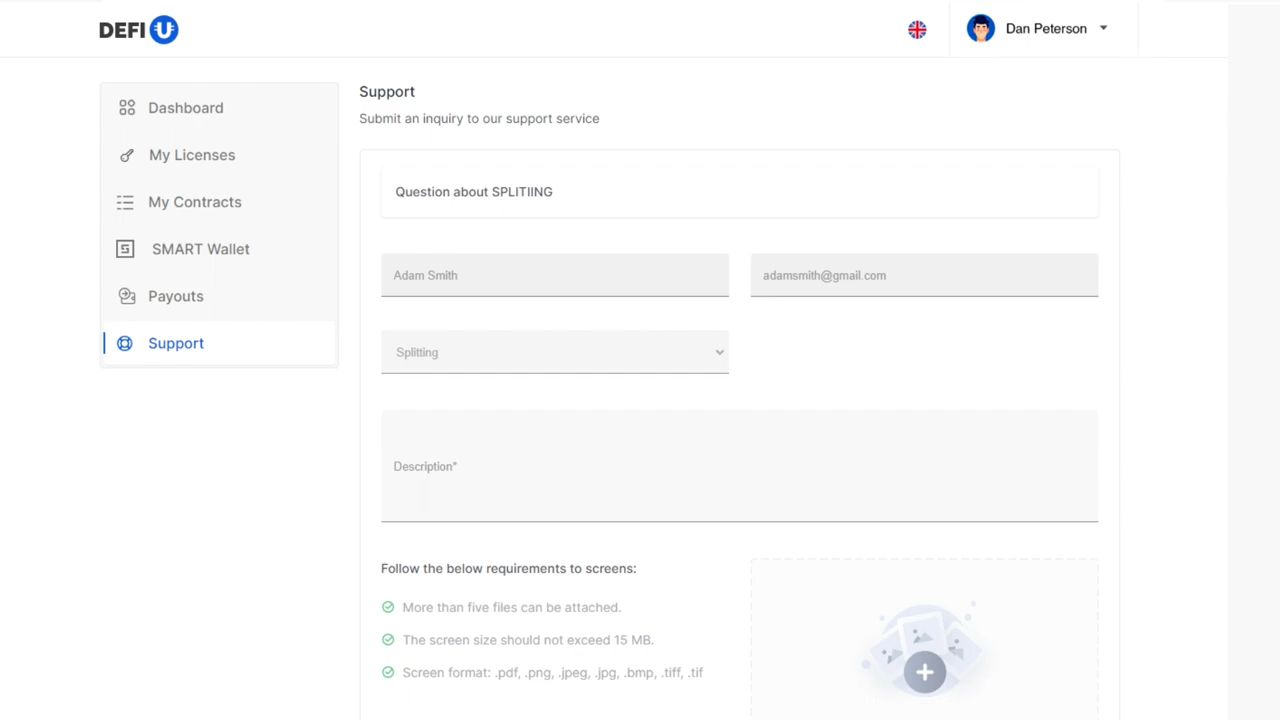 DEFI U
Dan Peterson
Dashboard
My Licenses
My Contracts
SMART Wallet
Payouts
Support
Support
Submit an inquiry to our support service
Question about SPLITIING
Adam Smith
adamsmith@gmail.com
Splitting
Description*
Follow the below requirements to screens:
More than five files can be attached.
The screen size should not exceed 15 MB.
Screen format: .pdf, .png, .jpeg, .jpg, .bmp, .tiff, .tif